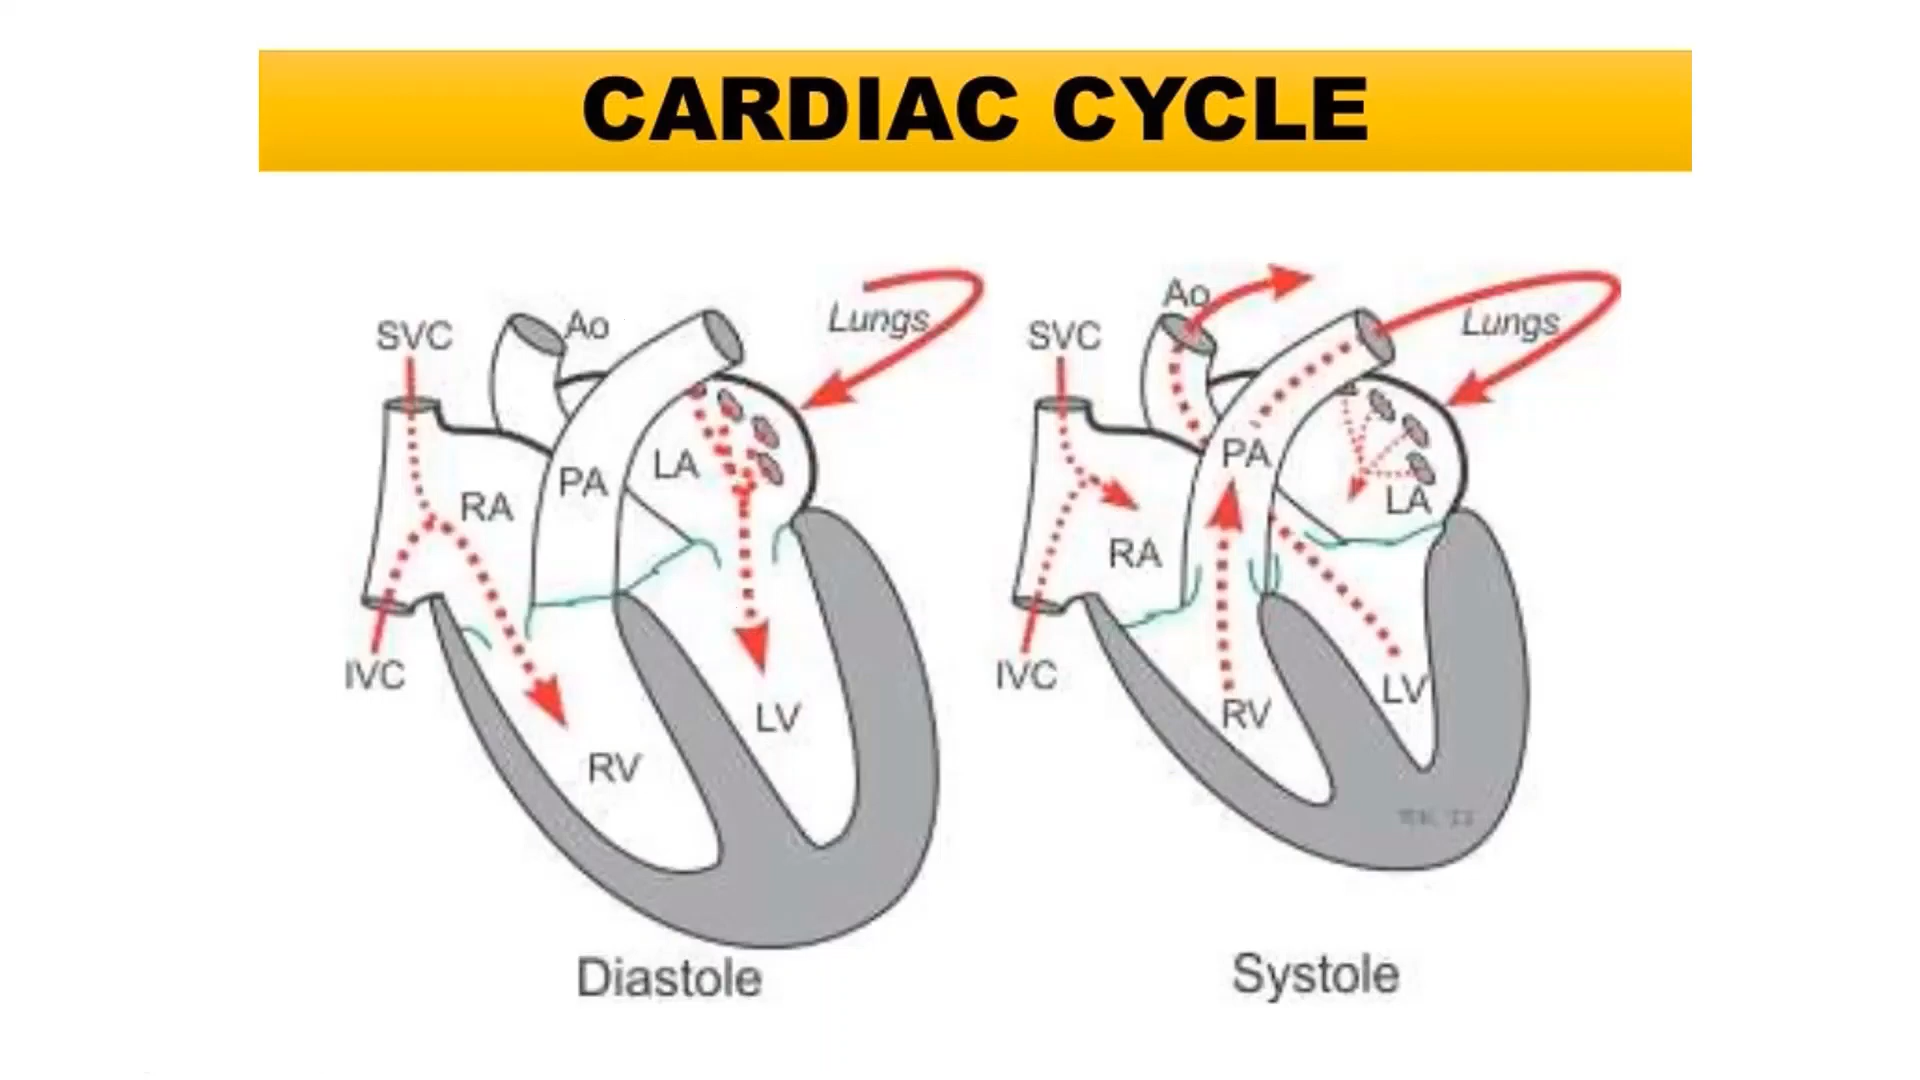 CARDIAC CYCLE
SVC
Ao
Lungs
RA
PA
LA
IVC
LV
RV
Diastole
SVC
Ao
Lungs
PA
LA
RA
IVC
RV
LV
Systole